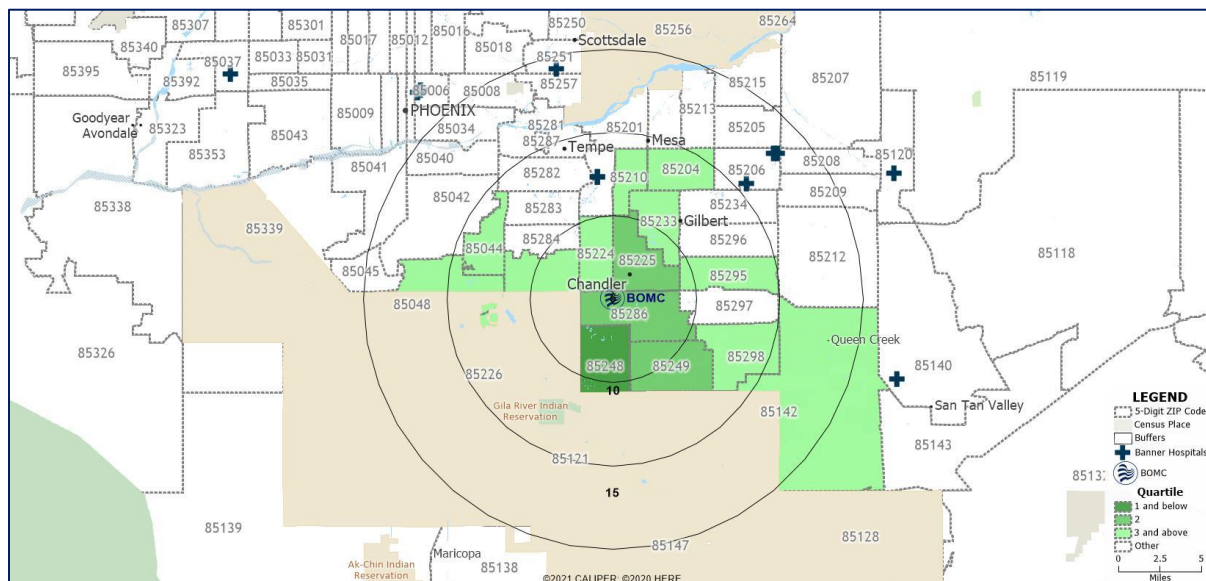 85307
85301
85017
85012
85016
85250
85018
Scottsdale
85256
85264
85340
85037
85033
85031
85251
85395
85392
85035
85006
85008
85257
85215
85207
85119
85009
PHOENIX
85213
Goodyear
Avondale
85323
85043
85034
85281
85201
85205
85353
85287
Tempe
Mesa
85041
85040
85282
85210
85204
85206
85208
85120
85209
85338
85042
85339
85283
85233
Gilbert
85234
85284
85296
85044
85224
85212
85118
85045
85225
85295
Chandler
BOMC
85048
85286
85297
85326
Queen Creek
85248
85249
85298
85140
85226
10
Gila River Indian
Reservation
85142
San Tan Valley
85143
85121
15
85139
85128
Maricopa
85147
Ak-Chin Indian
Reservation
85138
©2021 CALIPER; ©2020 HERE
LEGEND
5-Digit ZIP Code
Census Place
Buffers
Banner Hospitals
BOMC
Quartile
1 and below
2
3 and above
Other
0 2.5 5
Miles